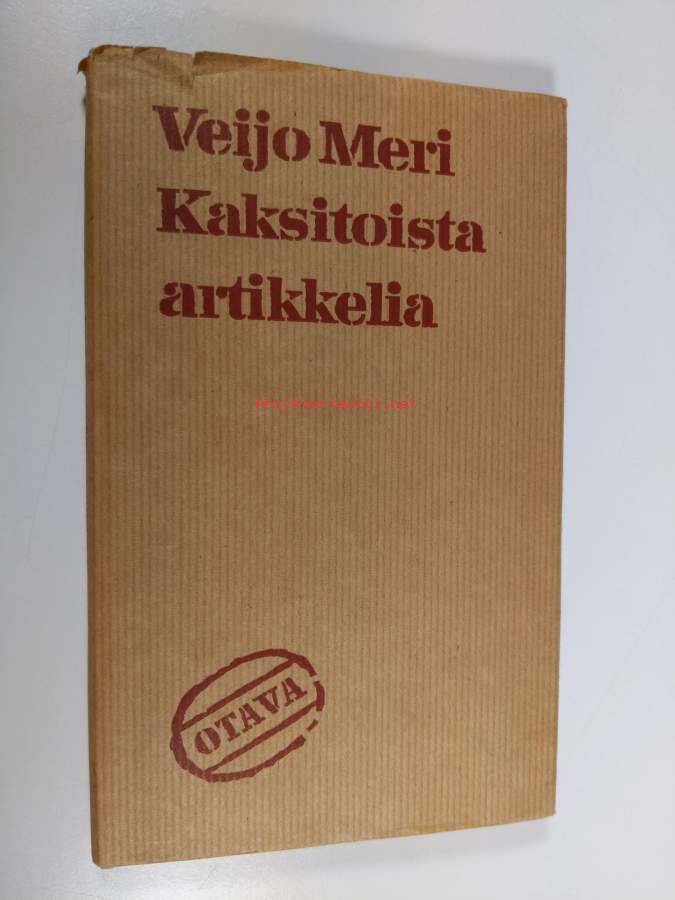 Veijo Meri
Kaksitoista
artikkelia
OTAVA